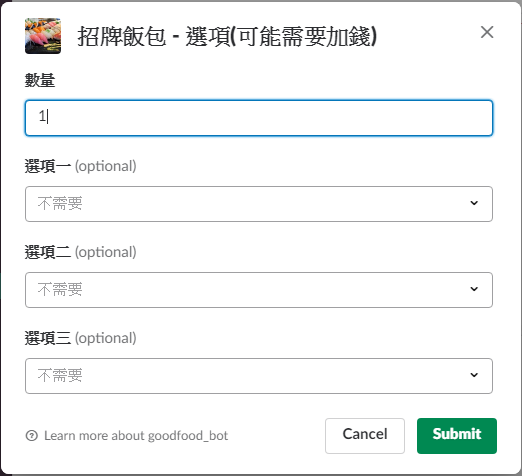 招牌飯包 - 選項(可能需要加錢)
數量
1
選項一 (optional)
不需要
選項二 (optional)
不需要
選項三 (optional)
不需要
Learn more about goodfood_bot
Cancel
Submit